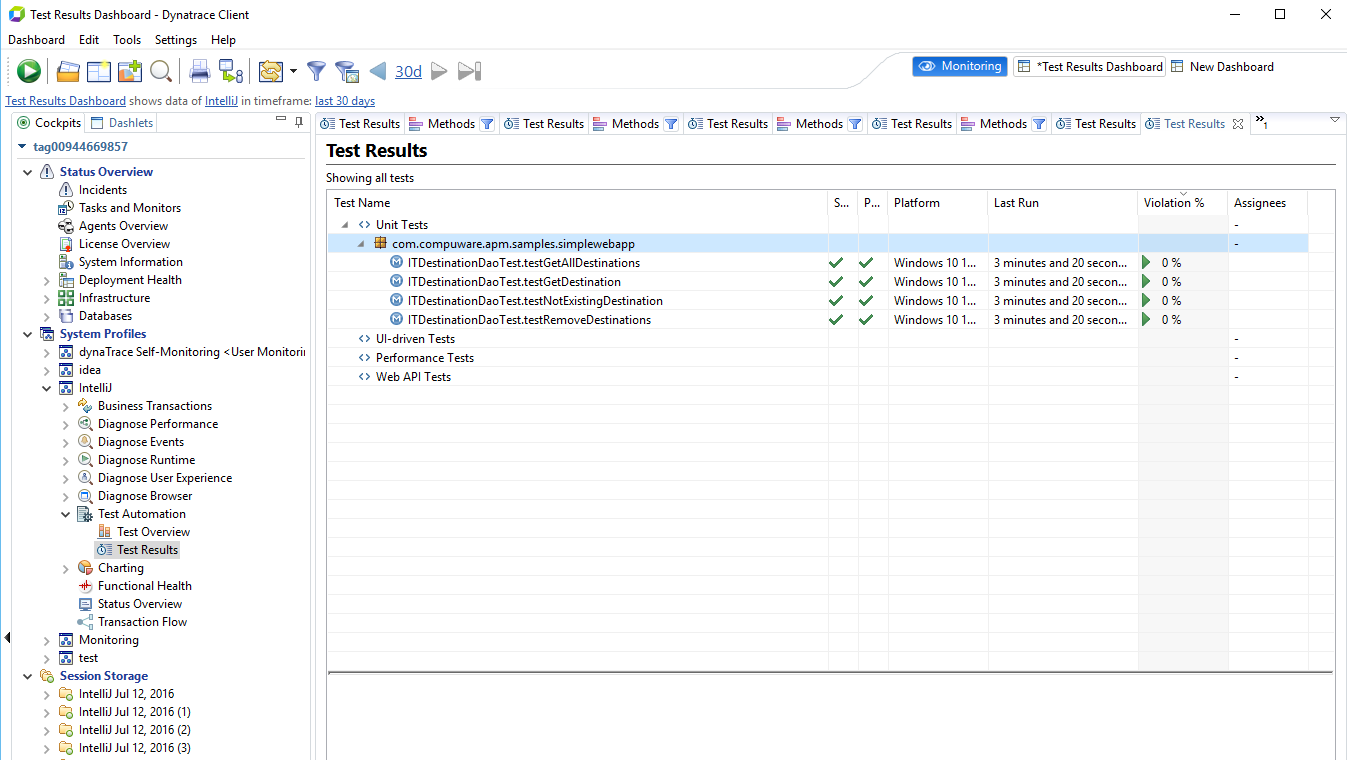 Test Results Dashboard - Dynatrace Client
Dashboard Edit Tools Settings Help
30d
Monitoring
*Test Results Dashboard
New Dashboard
Test Results Dashboard shows data of IntelliJ in timeframe: last 30 days
Cockpits
Dashlets
tag00944669857
Status Overview
Incidents
Tasks and Monitors
Agents Overview
License Overview
System Information
Deployment Health
Infrastructure
Databases
System Profiles
dynaTrace Self-Monitoring <User Monitorin
idea
IntelliJ
Business Transactions
Diagnose Performance
Diagnose Events
Diagnose Runtime
Diagnose User Experience
Diagnose Browser
Test Automation
Test Overview
Test Results
Charting
Functional Health
Status Overview
Transaction Flow
Monitoring
test
Session Storage
IntelliJ Jul 12, 2016
IntelliJ Jul 12, 2016 (1)
IntelliJ Jul 12, 2016 (2)
IntelliJ Jul 12, 2016 (3)
Test Results Methods Test Results Methods Test Results Methods Test Results Methods Test Results Test Results »1
Test Results
Showing all tests
Test Name S... P... Platform Last Run Violation % Assignees
Unit Tests -
com.compuware.apm.samples.simplewebapp -
M ITDestinationDaoTest.testGetAllDestinations Windows 10 1... 3 minutes and 20 secon... 0 %
M ITDestinationDaoTest.testGetDestination Windows 10 1... 3 minutes and 20 secon... 0 %
M ITDestinationDaoTest.testNotExistingDestination Windows 10 1... 3 minutes and 20 secon... 0 %
M ITDestinationDaoTest.testRemoveDestinations Windows 10 1... 3 minutes and 20 secon... 0 %
UI-driven Tests -
Performance Tests -
Web API Tests -